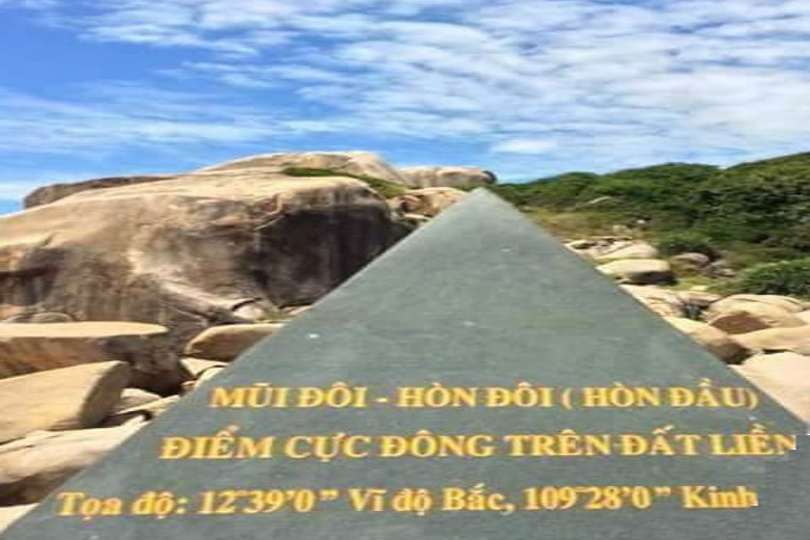 MŨI ĐÔI - HÒN ĐÔI ( HÒN ĐẦU)
ĐIỂM CỰC ĐÔNG TRÊN ĐẤT LIỀN
Tọa độ: 12°39’0” Vĩ độ Bắc, 109°28’0” Kinh